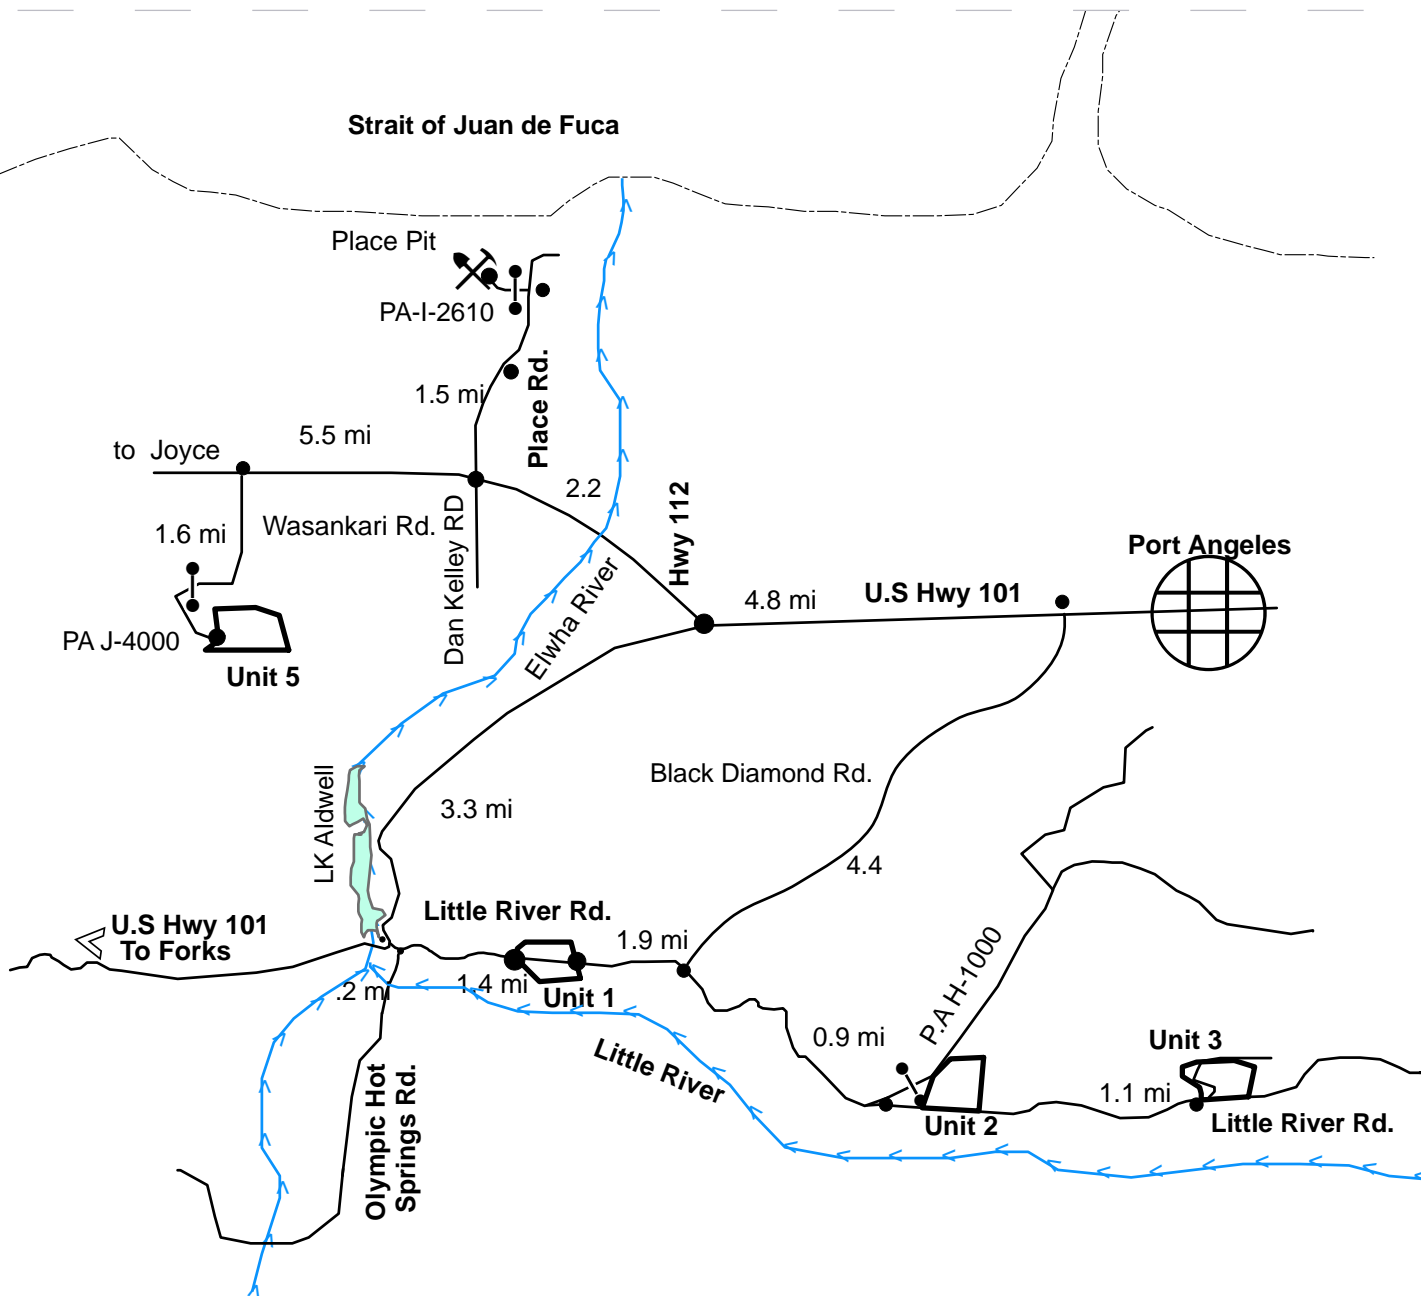 Strait of Juan de Fuca
Place Pit
PA-I-2610
Place Rd.
1.5 mi
5.5 mi
to Joyce
2.2
Hwy 112
Wasankari Rd.
Dan Kelley RD
1.6 mi
Port Angeles
4.8 mi
U.S Hwy 101
Elwha River
PA J-4000
Unit 5
Black Diamond Rd.
LK Aldwell
3.3 mi
4.4
U.S Hwy 101
To Forks
Little River Rd.
1.9 mi
.2 mi
1.4 mi
Unit 1
P.A H-1000
0.9 mi
Unit 3
Little River
1.1 mi
Unit 2
Little River Rd.
Olympic Hot
Springs Rd.